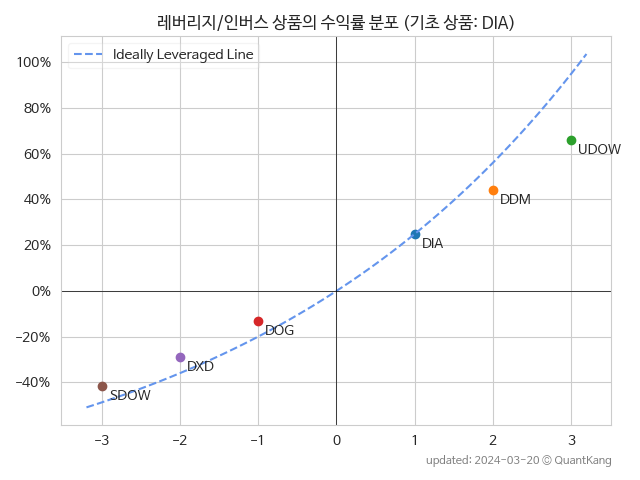 레버리지/인버스 상품의 수익률 분포 (기초 상품: DIA)
Ideally Leveraged Line
100%
80%
60%
40%
20%
0%
−20%
−40%
UDOW
DDM
DIA
DOG
DXD
SDOW
−3 −2 −1 0 1 2 3
updated: 2024-03-20 © QuantKang